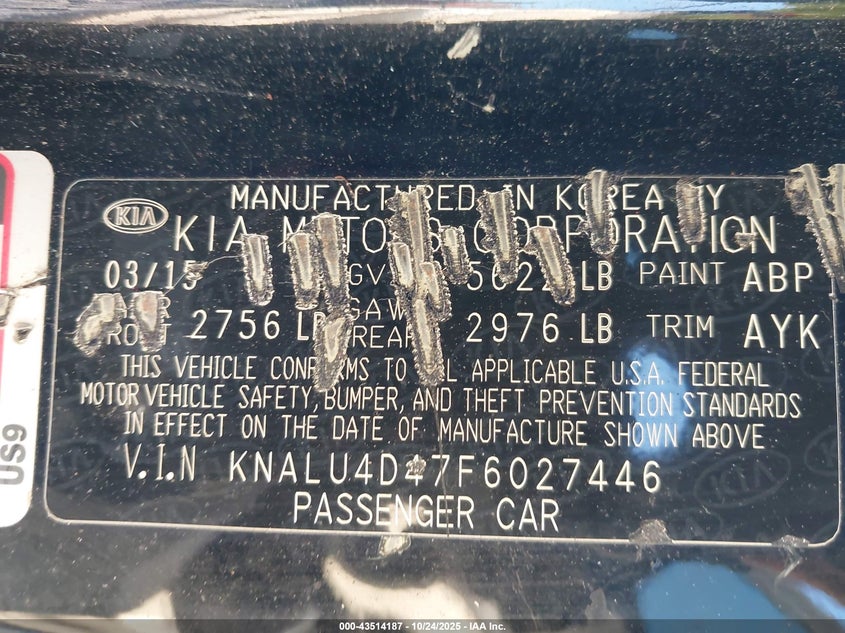 MANUFACTURED IN KOREA BY
KIA
KIA MOTORS CORPORATION
03/15 LB PAINT ABP
2756 LB REAR 2976 LB TRIM AYK
THIS VEHICLE CONFORMS TO ALL APPLICABLE U.S.A. FEDERAL
MOTOR VEHICLE SAFETY, BUMPER, AND THEFT PREVENTION STANDARDS
IN EFFECT ON THE DATE OF MANUFACTURE SHOWN ABOVE
V.I.N KNALU4D47F6027446
PASSENGER CAR
US9
000-43514187 - 10/24/2025 - IAA Inc.